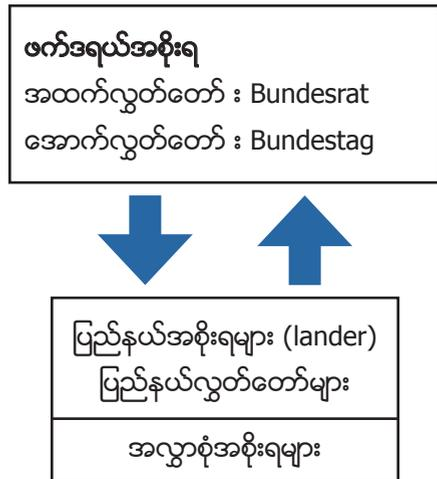 ဖက်ဒရယ်အစိုးရ
အထက်လွှတ်တော် : Bundesrat
အောက်လွှတ်တော် : Bundestag
ပြည်နယ်အစိုးရများ (lander)
ပြည်နယ်လွှတ်တော်များ
အလွှာစုံအစိုးရများ